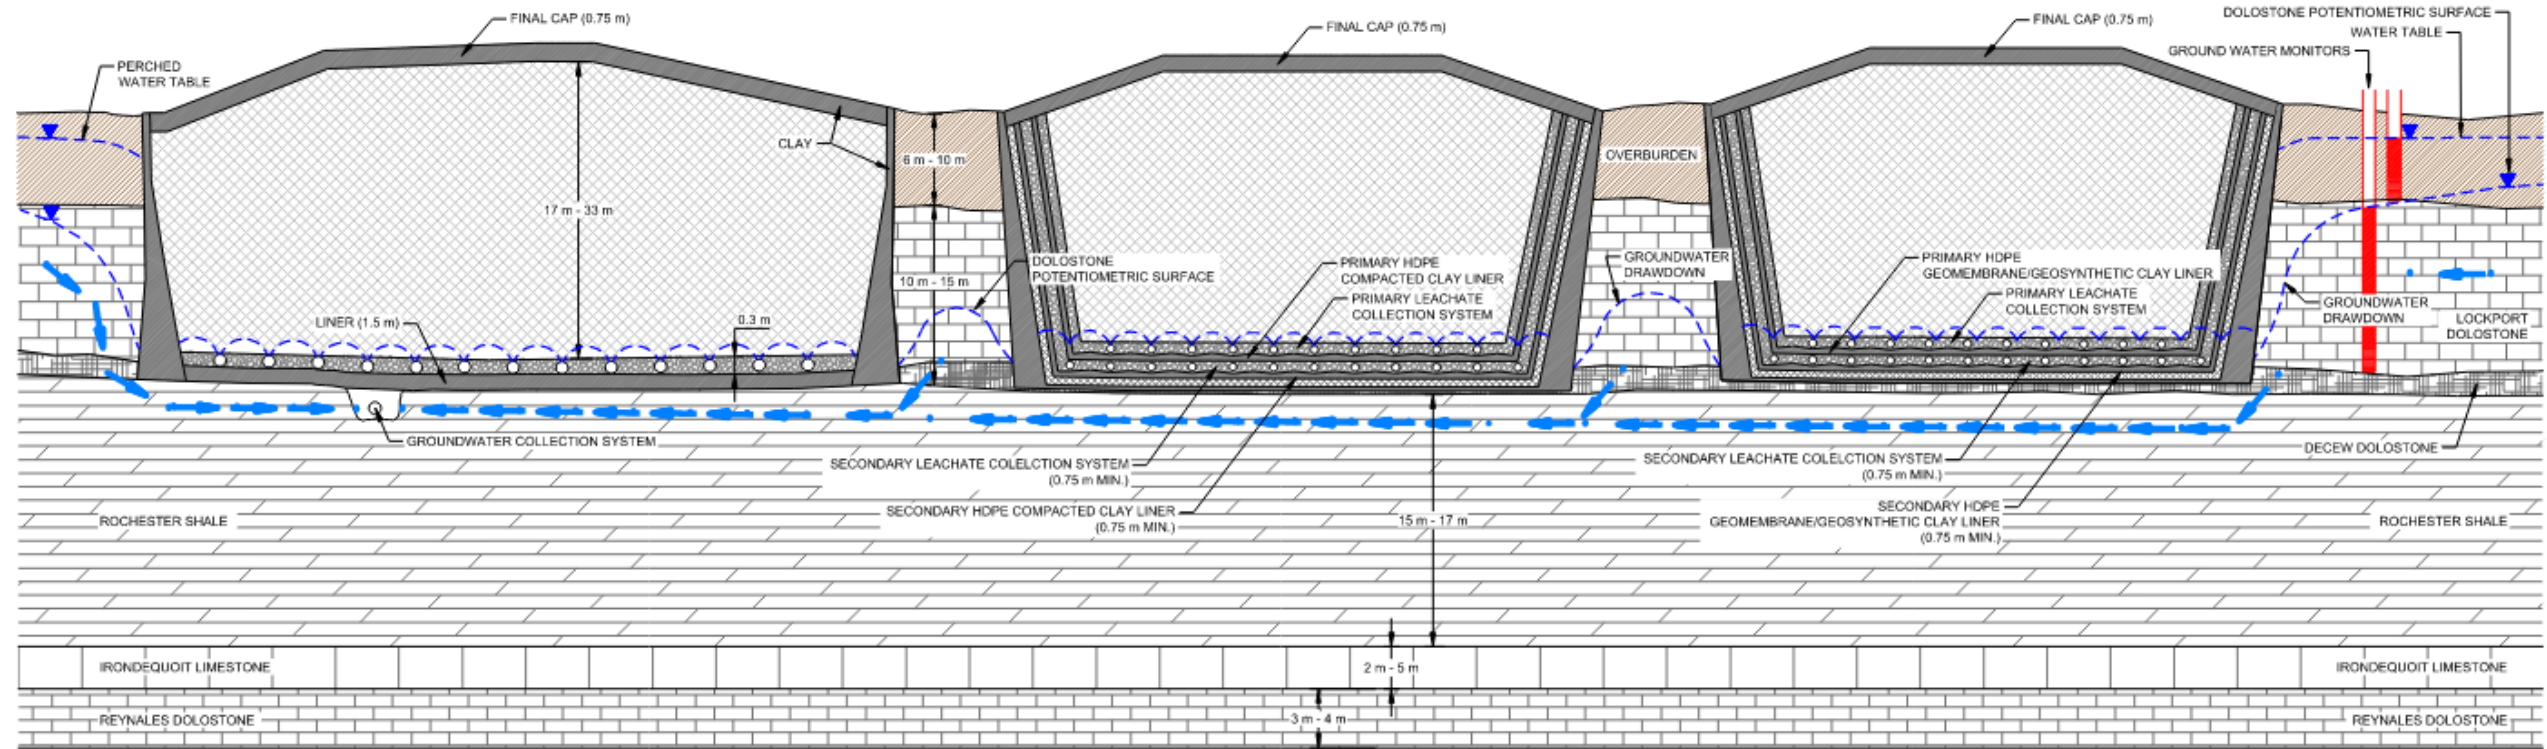 FINAL CAP (0.75 m)
FINAL CAP (0.75 m)
FINAL CAP (0.75 m)
DOLOSTONE POTENTIOMETRIC SURFACE
WATER TABLE
GROUND WATER MONITORS
PERCHED
WATER TABLE
CLAY
6 m - 10 m
OVERBURDEN
17 m - 33 m
10 m - 15 m
DOLOSTONE
POTENTIOMETRIC SURFACE
PRIMARY HDPE
COMPACTED CLAY LINER
PRIMARY LEACHATE
COLLECTION SYSTEM
GROUNDWATER
DRAWDOWN
PRIMARY HDPE
GEOMEMBRANE/GEOSYNTHETIC CLAY LINER
PRIMARY LEACHATE
COLLECTION SYSTEM
GROUNDWATER
DRAWDOWN
LOCKPORT
DOLOSTONE
LINER (1.5 m)
0.3 m
GROUNDWATER COLLECTION SYSTEM
SECONDARY LEACHATE COLELCTION SYSTEM
(0.75 m MIN.)
SECONDARY HDPE COMPACTED CLAY LINER
(0.75 m MIN.)
SECONDARY LEACHATE COLELCTION SYSTEM
(0.75 m MIN.)
SECONDARY HDPE
GEOMEMBRANE/GEOSYNTHETIC CLAY LINER
(0.75 m MIN.)
DECEW DOLOSTONE
ROCHESTER SHALE
15 m - 17 m
ROCHESTER SHALE
IRONDEQUOIT LIMESTONE
2 m - 5 m
IRONDEQUOIT LIMESTONE
REYNALES DOLOSTONE
3 m - 4 m
REYNALES DOLOSTONE